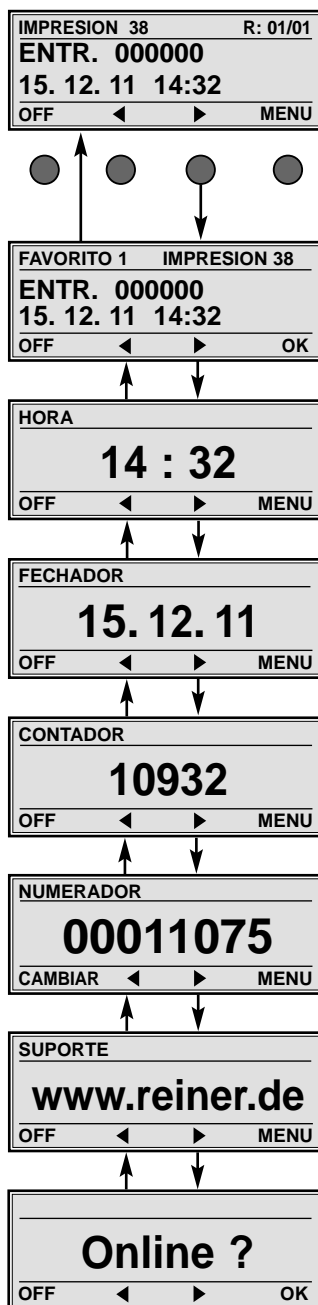 IMPRESION 38 R: 01/01
ENTR. 000000
15. 12. 11 14:32
OFF ◀ ▶ MENU
FAVORITO 1 IMPRESION 38
ENTR. 000000
15. 12. 11 14:32
OFF ◀ ▶ OK
HORA
14 : 32
OFF ◀ ▶ MENU
FECHADOR
15. 12. 11
OFF ◀ ▶ MENU
CONTADOR
10932
OFF ◀ ▶ MENU
NUMERADOR
00011075
CAMBIAR ◀ ▶ MENU
SUPORTE
www.reiner.de
OFF ◀ ▶ MENU
Online ?
OFF ◀ ▶ OK